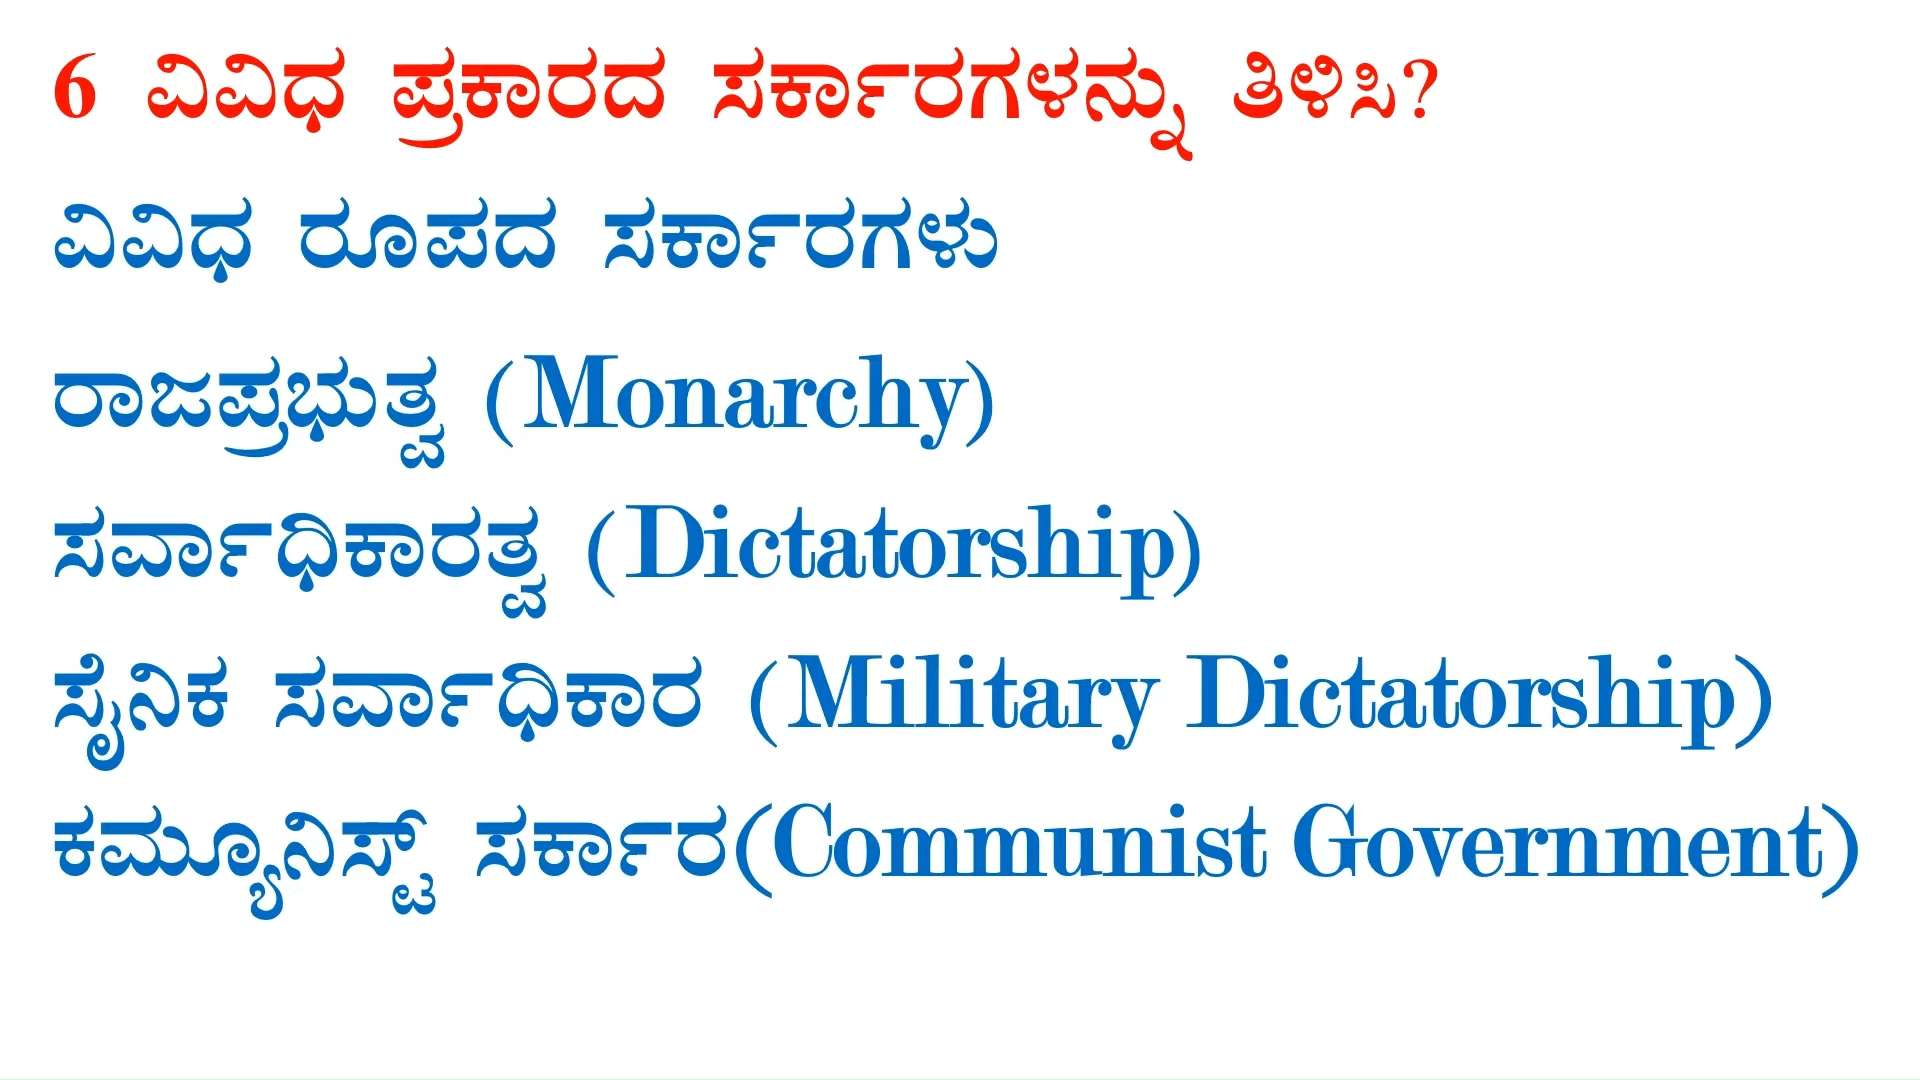 6 ವಿವಿಧ ಪ್ರಕಾರದ ಸರ್ಕಾರಗಳನ್ನು ತಿಳಿಸಿ?
ವಿವಿಧ ರೂಪದ ಸರ್ಕಾರಗಳು
ರಾಜಪ್ರಭುತ್ವ (Monarchy)
ಸರ್ವಾಧಿಕಾರತ್ವ (Dictatorship)
ಸೈನಿಕ ಸರ್ವಾಧಿಕಾರ (Military Dictatorship)
ಕಮ್ಯೂನಿಸ್ಟ್ ಸರ್ಕಾರ(Communist Government)